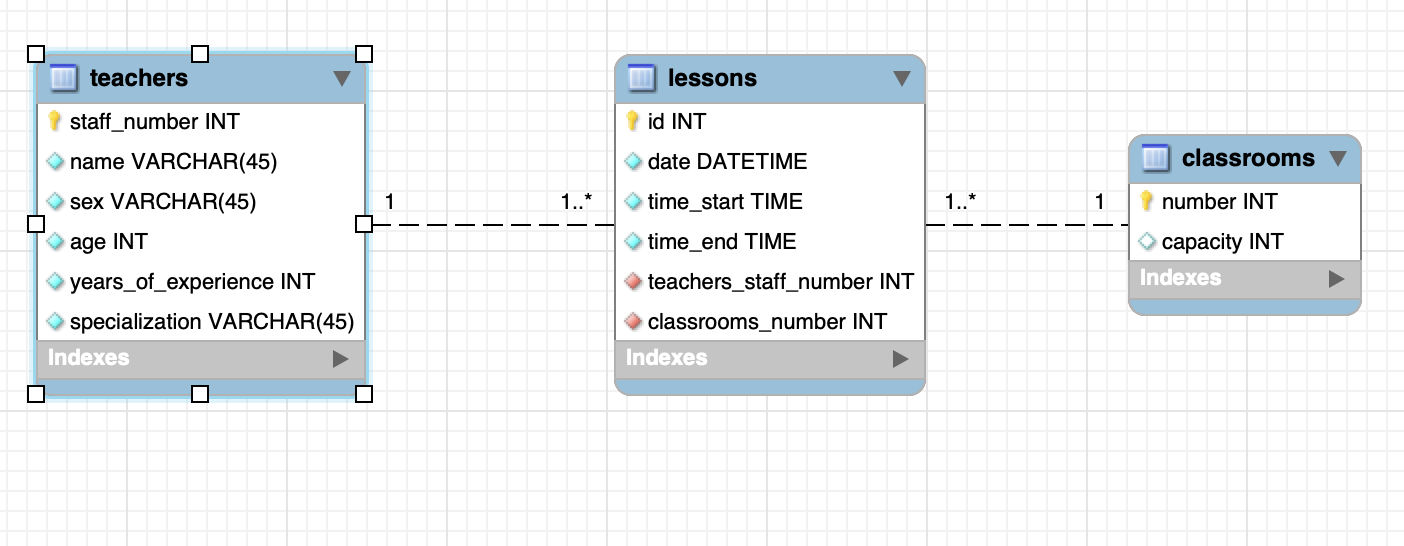 teachers
staff_number INT
name VARCHAR(45)
sex VARCHAR(45)
age INT
years_of_experience INT
specialization VARCHAR(45)
Indexes
1
1..*
lessons
id INT
date DATETIME
time_start TIME
time_end TIME
teachers_staff_number INT
classrooms_number INT
Indexes
1..*
1
classrooms
number INT
capacity INT
Indexes